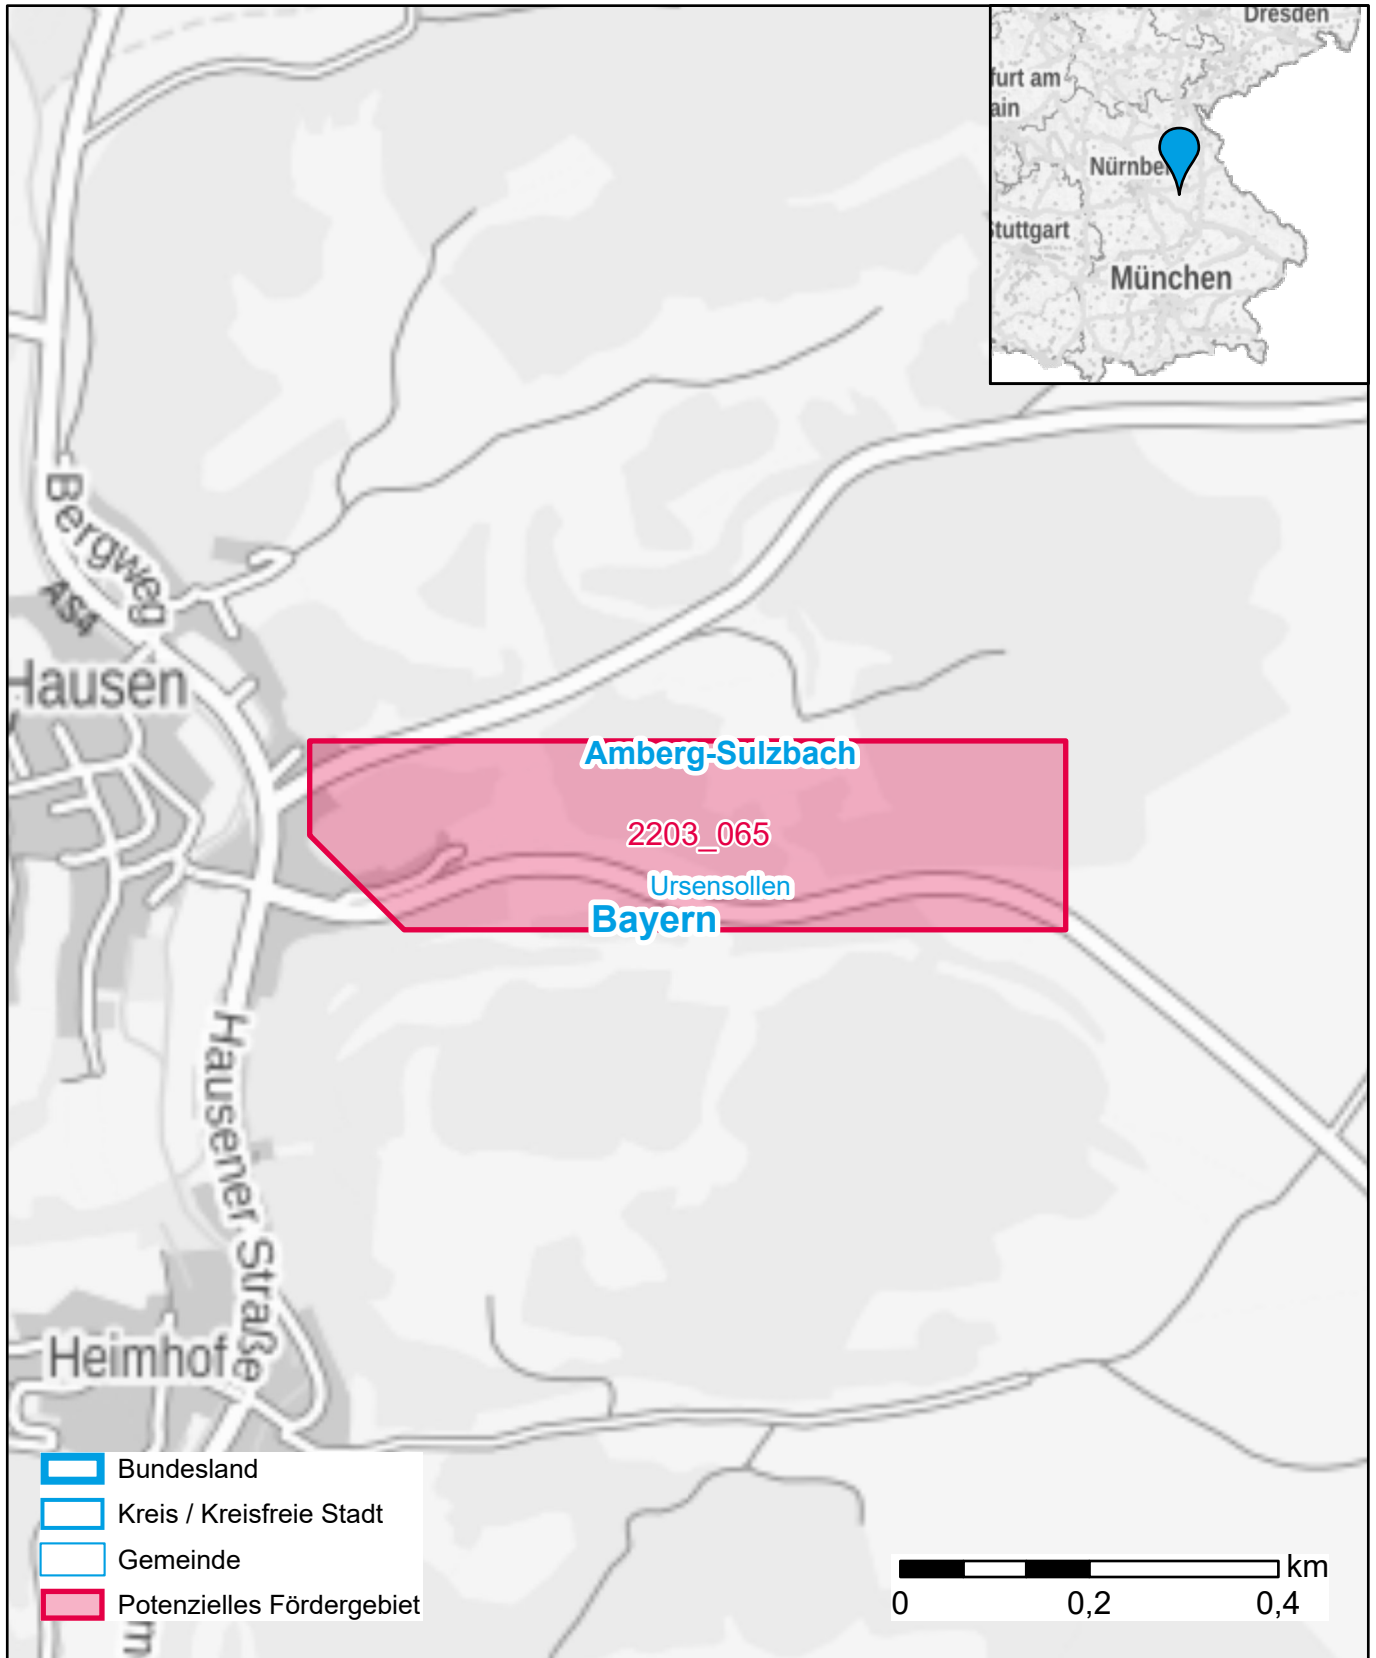 Dresden
furt am
ain
Nürnbe
Stuttgart
München
Bergweg
AS4
Hausen
Amberg-Sulzbach
2203_065
Ursensollen
Bayern
Hausener Straße
Heimhof
Bundesland
Kreis / Kreisfreie Stadt
Gemeinde
Potenzielles Fördergebiet
km
0 0,2 0,4